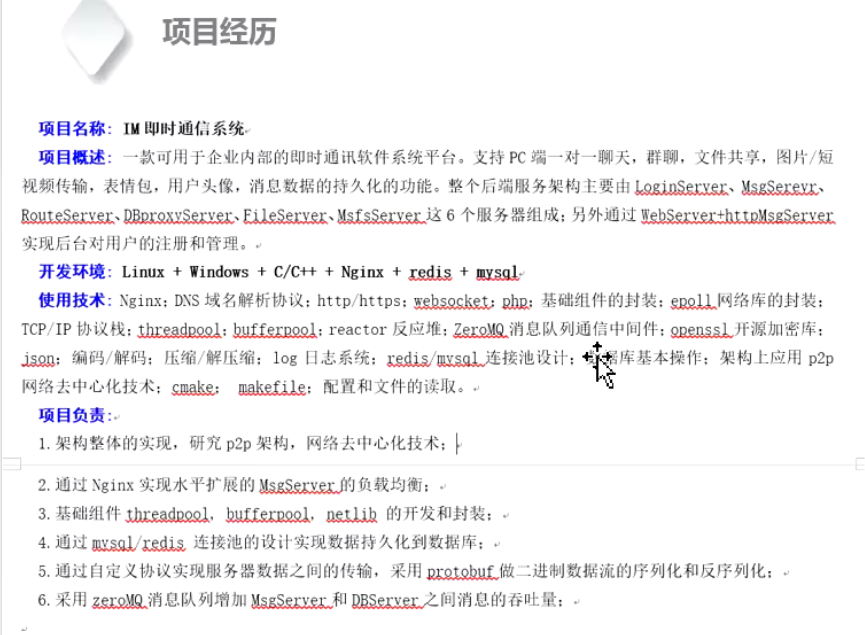 项目经历
项目名称：IM 即时通信系统
项目概述：一款可用于企业内部的即时通讯软件系统平台。支持 PC 端一对一聊天，群聊，文件共享，图片/短
视频传输，表情包，用户头像，消息数据的持久化的功能。整个后端服务架构主要由 LoginServer、MsgSerevr、
RouteServer、DBproxyServer、FileServer、MsfsServer 这 6 个服务器组成；另外通过 WebServer+httpMsgServer
实现后台对用户的注册和管理。
开发环境：Linux + Windows + C/C++ + Nginx + redis + mysql
使用技术：Nginx；DNS 域名解析协议；http/https；websocket；php；基础组件的封装；epoll 网络库的封装；
TCP/IP 协议栈；threadpool；bufferpool；reactor 反应堆；ZeroMQ 消息队列通信中间件；openssl 开源加密库；
json；编码/解码；压缩/解压缩；log 日志系统；redis/mysql 连接池设计；据库基本操作；架构上应用 p2p
网络去中心化技术；cmake； makefile；配置和文件的读取。
项目负责：
1. 架构整体的实现，研究 p2p 架构，网络去中心化技术；
2. 通过 Nginx 实现水平扩展的 MsgServer 的负载均衡；
3. 基础组件 threadpool, bufferpool, netlib 的开发和封装；
4. 通过 mysql/redis 连接池的设计实现数据持久化到数据库；
5. 通过自定义协议实现服务器数据之间的传输，采用 protobuf 做二进制数据流的序列化和反序列化；
6. 采用 zeroMQ 消息队列增加 MsgServer 和 DBServer 之间消息的吞吐量；